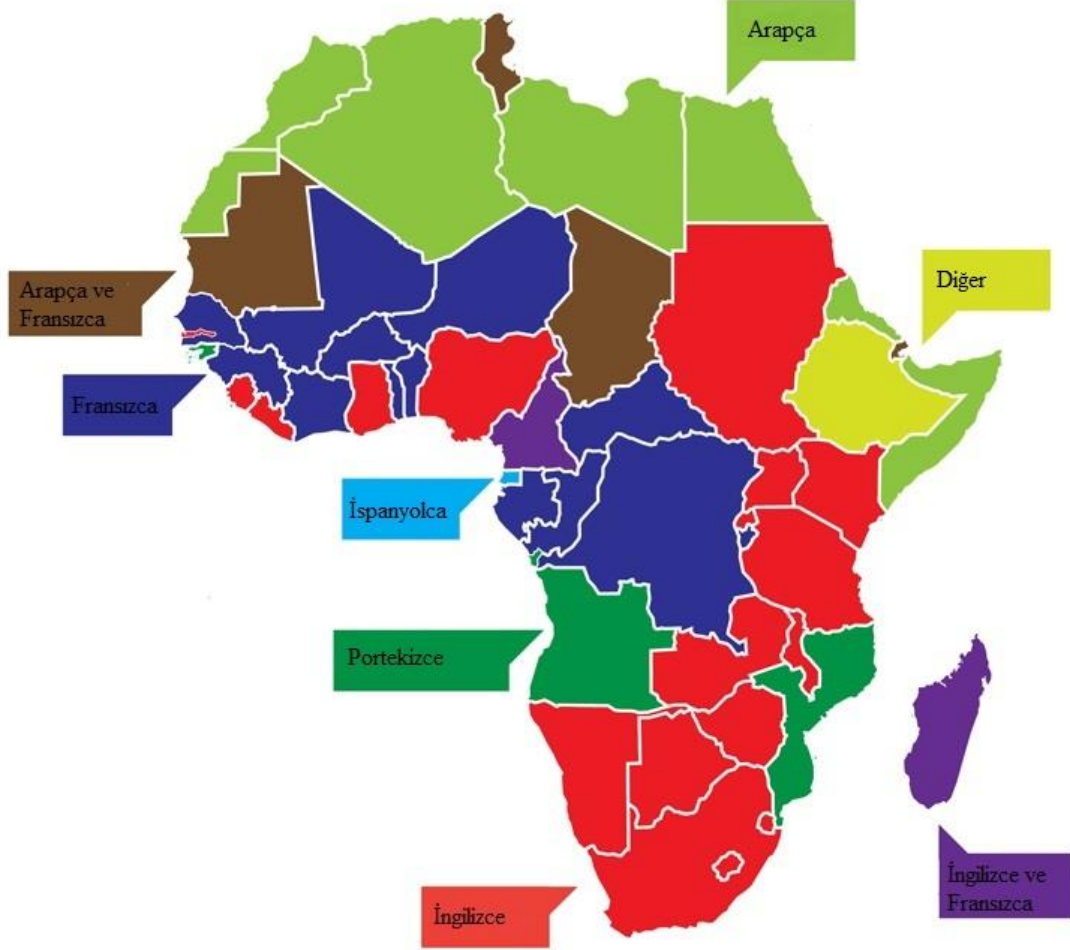 Arapça
Diğer
Arapça ve
Fransızca
Fransızca
İspanyolca
Portekizce
İngilizce
İngilizce ve
Fransızca